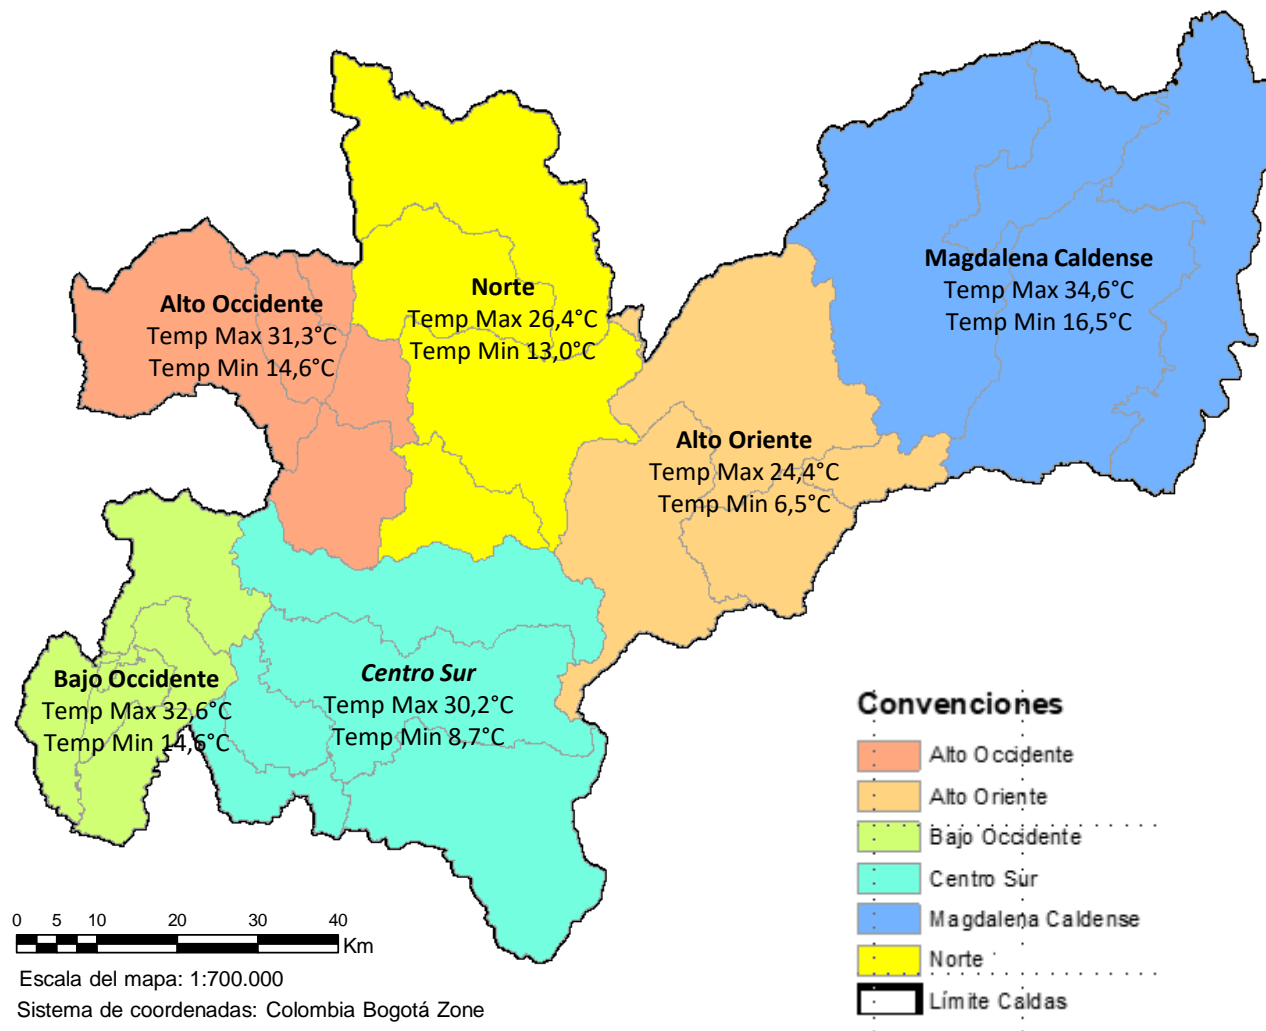 Magdalena Caldense
Temp Max 34,6°C
Temp Min 16,5°C
Norte
Temp Max 26,4°C
Temp Min 13,0°C
Alto Occidente
Temp Max 31,3°C
Temp Min 14,6°C
Alto Oriente
Temp Max 24,4°C
Temp Min 6,5°C
Centro Sur
Temp Max 30,2°C
Temp Min 8,7°C
Bajo Occidente
Temp Max 32,6°C
Temp Min 14,6°C
Convenciones
Alto Occidente
Alto Oriente
Bajo Occidente
Centro Sur
Magdalena Caldense
Norte
Límite Caldas
0 5 10 20 30 40
Km
Escala del mapa: 1:700.000
Sistema de coordenadas: Colombia Bogotá Zone